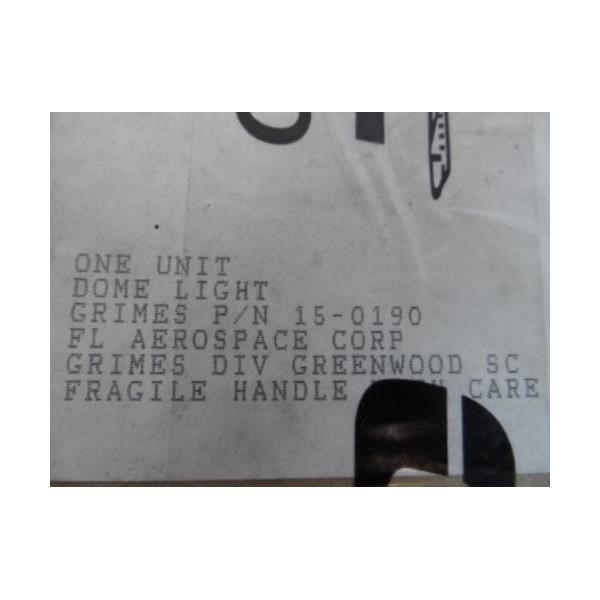 ONE UNIT
DOME LIGHT
GRIMES P/N 15-0190
FL AEROSPACE CORP
GRIMES DIV GREENWOOD SC
FRAGILE HANDLE CARE